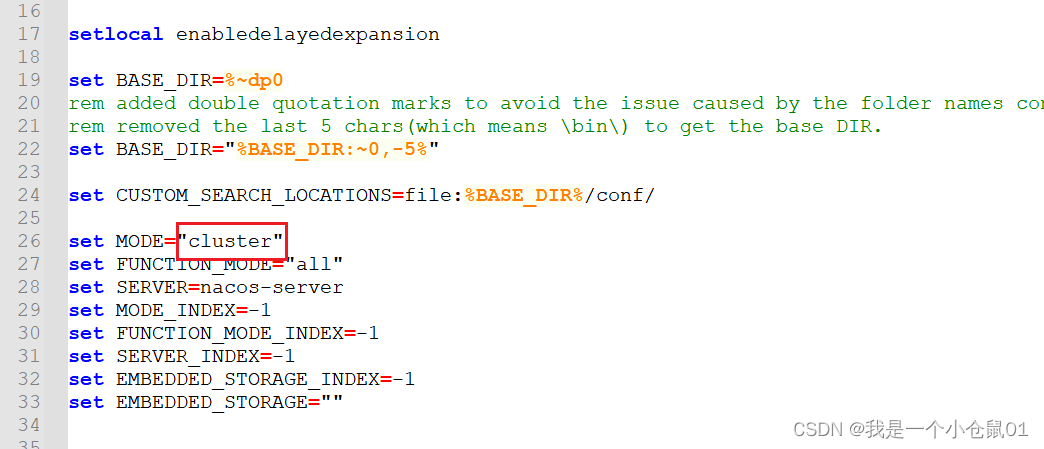 16
17 setlocal enabledelayedexpansion
18
19 set BASE_DIR=%~dp0
20 rem added double quotation marks to avoid the issue caused by the folder names
21 rem removed the last 5 chars(which means \bin\) to get the base DIR.
22 set BASE_DIR="%BASE_DIR:~0,-5%"
23
24 set CUSTOM_SEARCH_LOCATIONS=file:%BASE_DIR%/conf/
25
26 set MODE="cluster"
27 set FUNCTION_MODE="all"
28 set SERVER=nacos-server
29 set MODE_INDEX=-1
30 set FUNCTION_MODE_INDEX=-1
31 set SERVER_INDEX=-1
32 set EMBEDDED_STORAGE_INDEX=-1
33 set EMBEDDED_STORAGE=""
34
35
CSDN @我是一个小仓鼠01